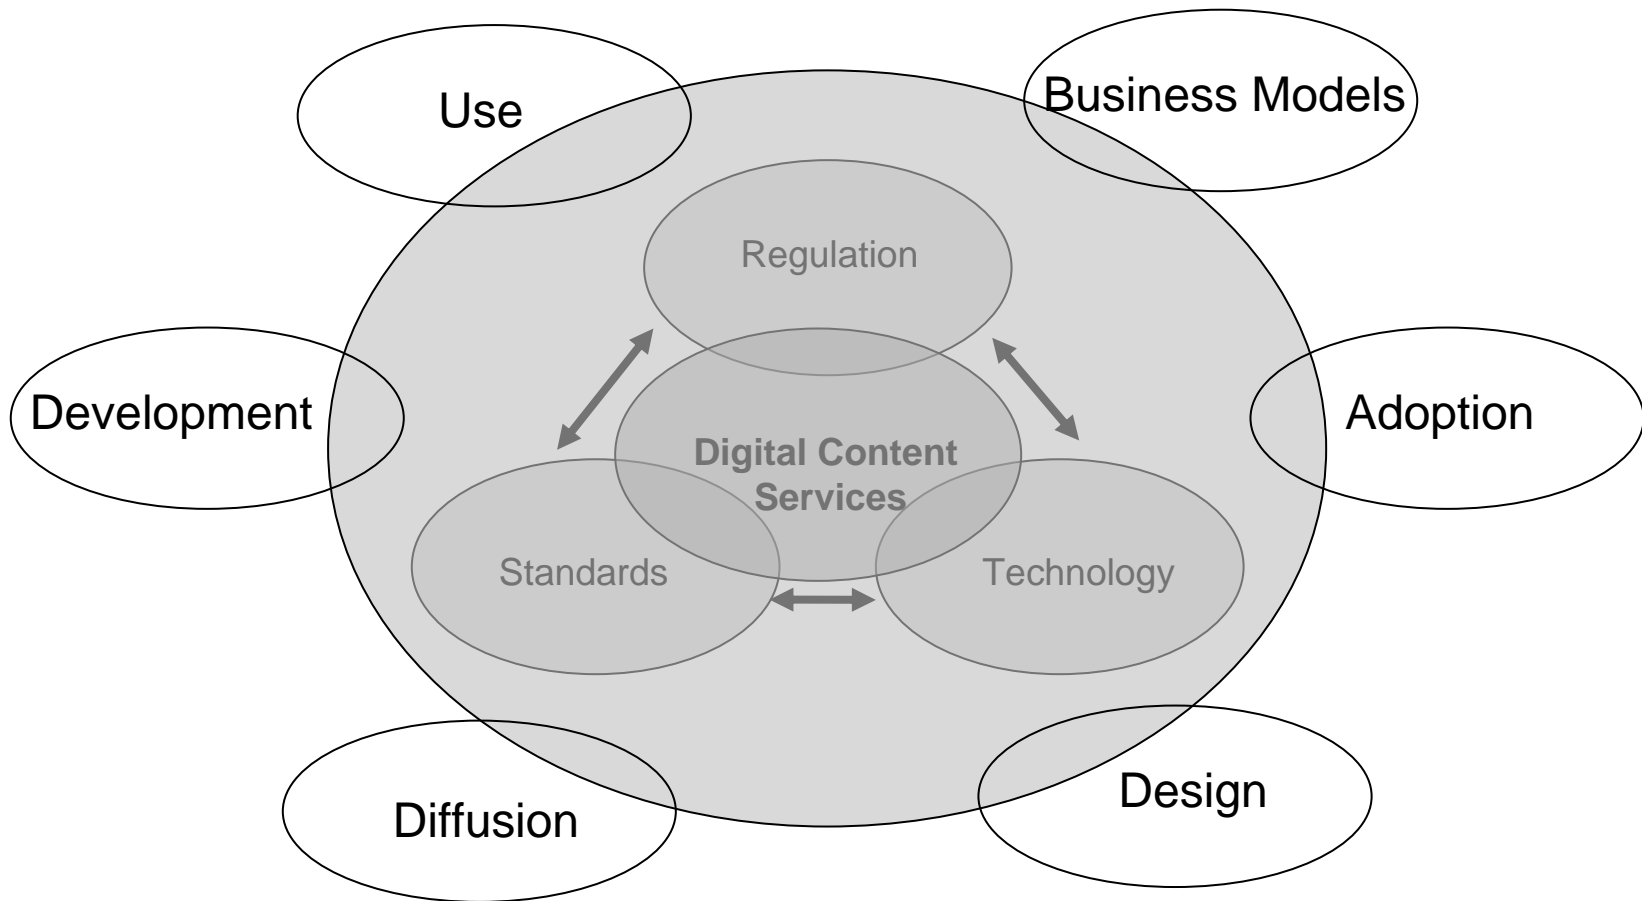 Use
Business Models
Regulation
Development
Adoption
Digital Content
Services
Standards
Technology
Diffusion
Design